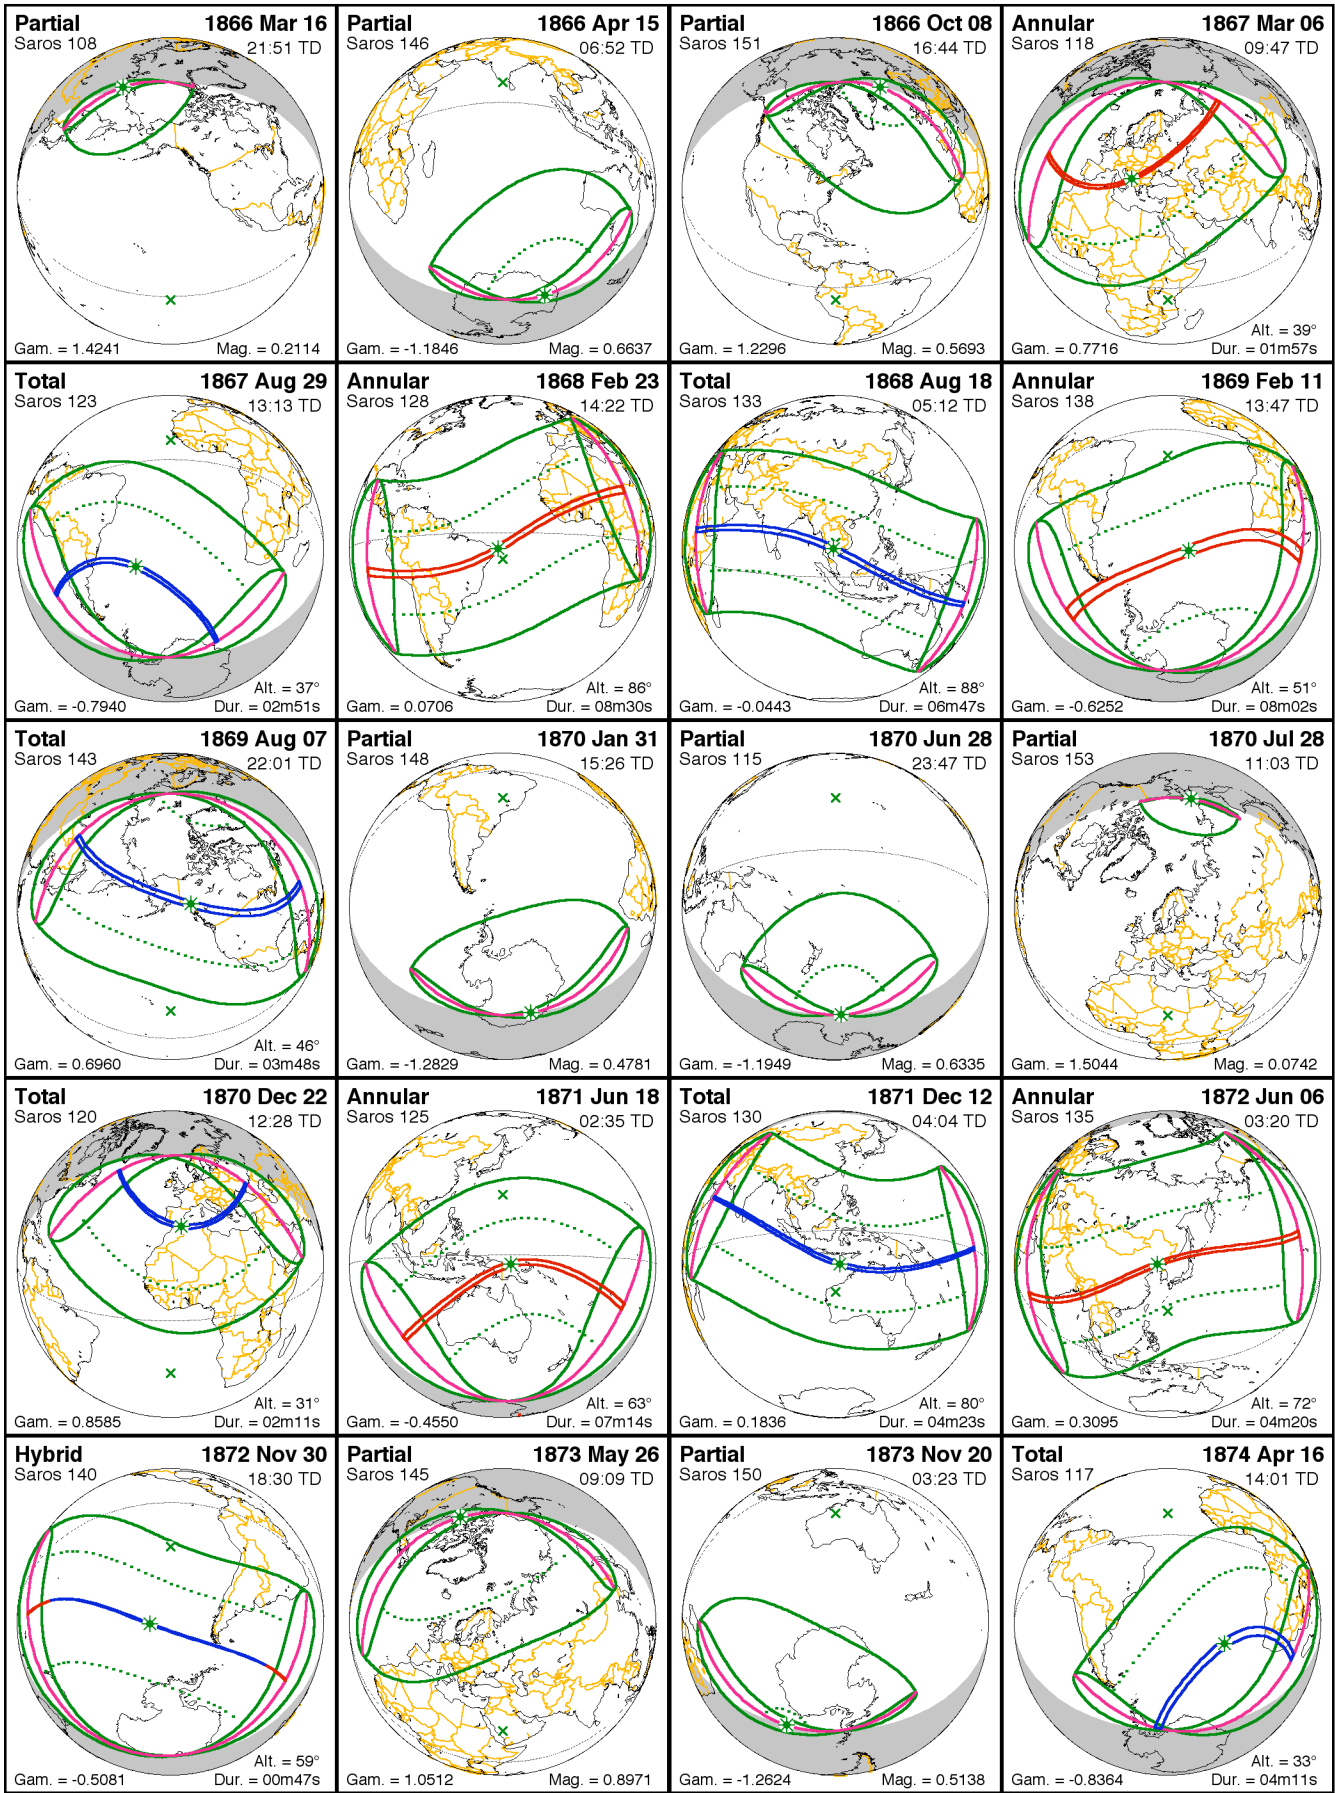 Partial 1866 Mar 16
Saros 108 21:51 TD
Gam. = 1.4241 Mag. = 0.2114
Partial 1866 Apr 15
Saros 146 06:52 TD
Gam. = -1.1846 Mag. = 0.6637
Partial 1866 Oct 08
Saros 151 16:44 TD
Gam. = 1.2296 Mag. = 0.5693
Annular 1867 Mar 06
Saros 118 09:47 TD
Alt. = 39°
Gam. = 0.7716 Dur. = 01m57s
Total 1867 Aug 29
Saros 123 13:13 TD
Alt. = 37°
Gam. = -0.7940 Dur. = 02m51s
Annular 1868 Feb 23
Saros 128 14:22 TD
Alt. = 86°
Gam. = 0.0706 Dur. = 08m30s
Total 1868 Aug 18
Saros 133 05:12 TD
Alt. = 88°
Gam. = -0.0443 Dur. = 06m47s
Annular 1869 Feb 11
Saros 138 13:47 TD
Alt. = 51°
Gam. = -0.6252 Dur. = 08m02s
Total 1869 Aug 07
Saros 143 22:01 TD
Alt. = 46°
Gam. = 0.6960 Dur. = 03m48s
Partial 1870 Jan 31
Saros 148 15:26 TD
Gam. = -1.2829 Mag. = 0.4781
Partial 1870 Jun 28
Saros 115 23:47 TD
Gam. = -1.1949 Mag. = 0.6335
Partial 1870 Jul 28
Saros 153 11:03 TD
Gam. = 1.5044 Mag. = 0.0742
Total 1870 Dec 22
Saros 120 12:28 TD
Alt. = 31°
Gam. = 0.8585 Dur. = 02m11s
Annular 1871 Jun 18
Saros 125 02:35 TD
Alt. = 63°
Gam. = -0.4550 Dur. = 07m14s
Total 1871 Dec 12
Saros 130 04:04 TD
Alt. = 80°
Gam. = 0.1836 Dur. = 04m23s
Annular 1872 Jun 06
Saros 135 03:20 TD
Alt. = 72°
Gam. = 0.3095 Dur. = 04m20s
Hybrid 1872 Nov 30
Saros 140 18:30 TD
Alt. = 59°
Gam. = -0.5081 Dur. = 00m47s
Partial 1873 May 26
Saros 145 09:09 TD
Gam. = 1.0512 Mag. = 0.8971
Partial 1873 Nov 20
Saros 150 03:23 TD
Gam. = -1.2624 Mag. = 0.5138
Total 1874 Apr 16
Saros 117 14:01 TD
Alt. = 33°
Gam. = -0.8364 Dur. = 04m11s